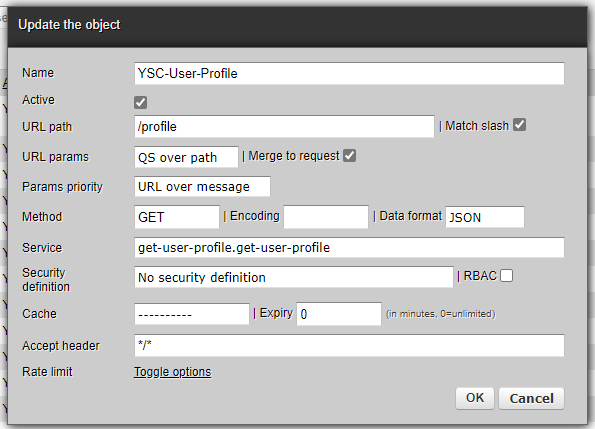 Update the object
Name YSC-User-Profile
Active
URL path /profile | Match slash
URL params QS over path | Merge to request
Params priority URL over message
Method GET | Encoding | Data format JSON
Service get-user-profile.get-user-profile
Security definition No security definition | RBAC
Cache ---------- | Expiry 0 (in minutes, 0=unlimited)
Accept header */*
Rate limit Toggle options
OK Cancel